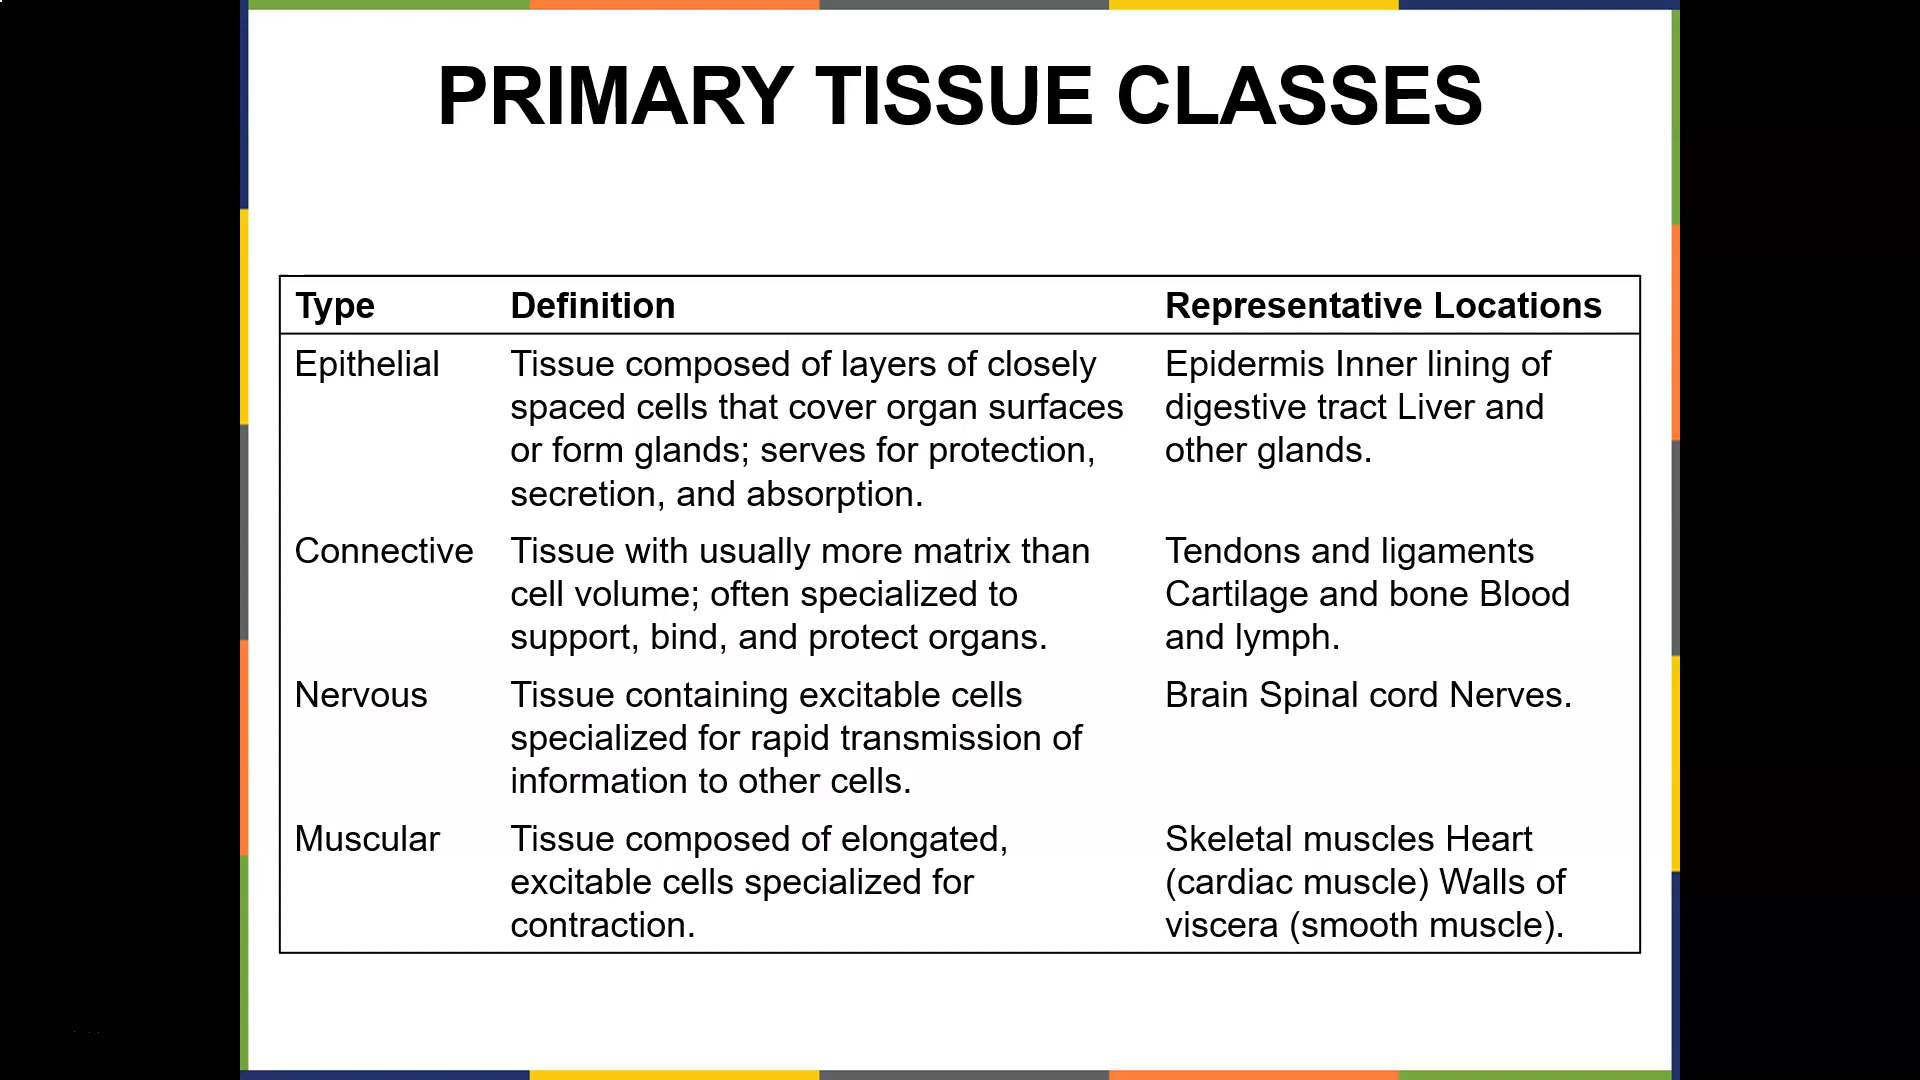 PRIMARY TISSUE CLASSES
Type Definition Representative Locations
Epithelial Tissue composed of layers of closely Epidermis Inner lining of
spaced cells that cover organ surfaces digestive tract Liver and
or form glands; serves for protection, other glands.
secretion, and absorption.
Connective Tissue with usually more matrix than Tendons and ligaments
cell volume; often specialized to Cartilage and bone Blood
support, bind, and protect organs. and lymph.
Nervous Tissue containing excitable cells Brain Spinal cord Nerves.
specialized for rapid transmission of
information to other cells.
Muscular Tissue composed of elongated, Skeletal muscles Heart
excitable cells specialized for (cardiac muscle) Walls of
contraction. viscera (smooth muscle).